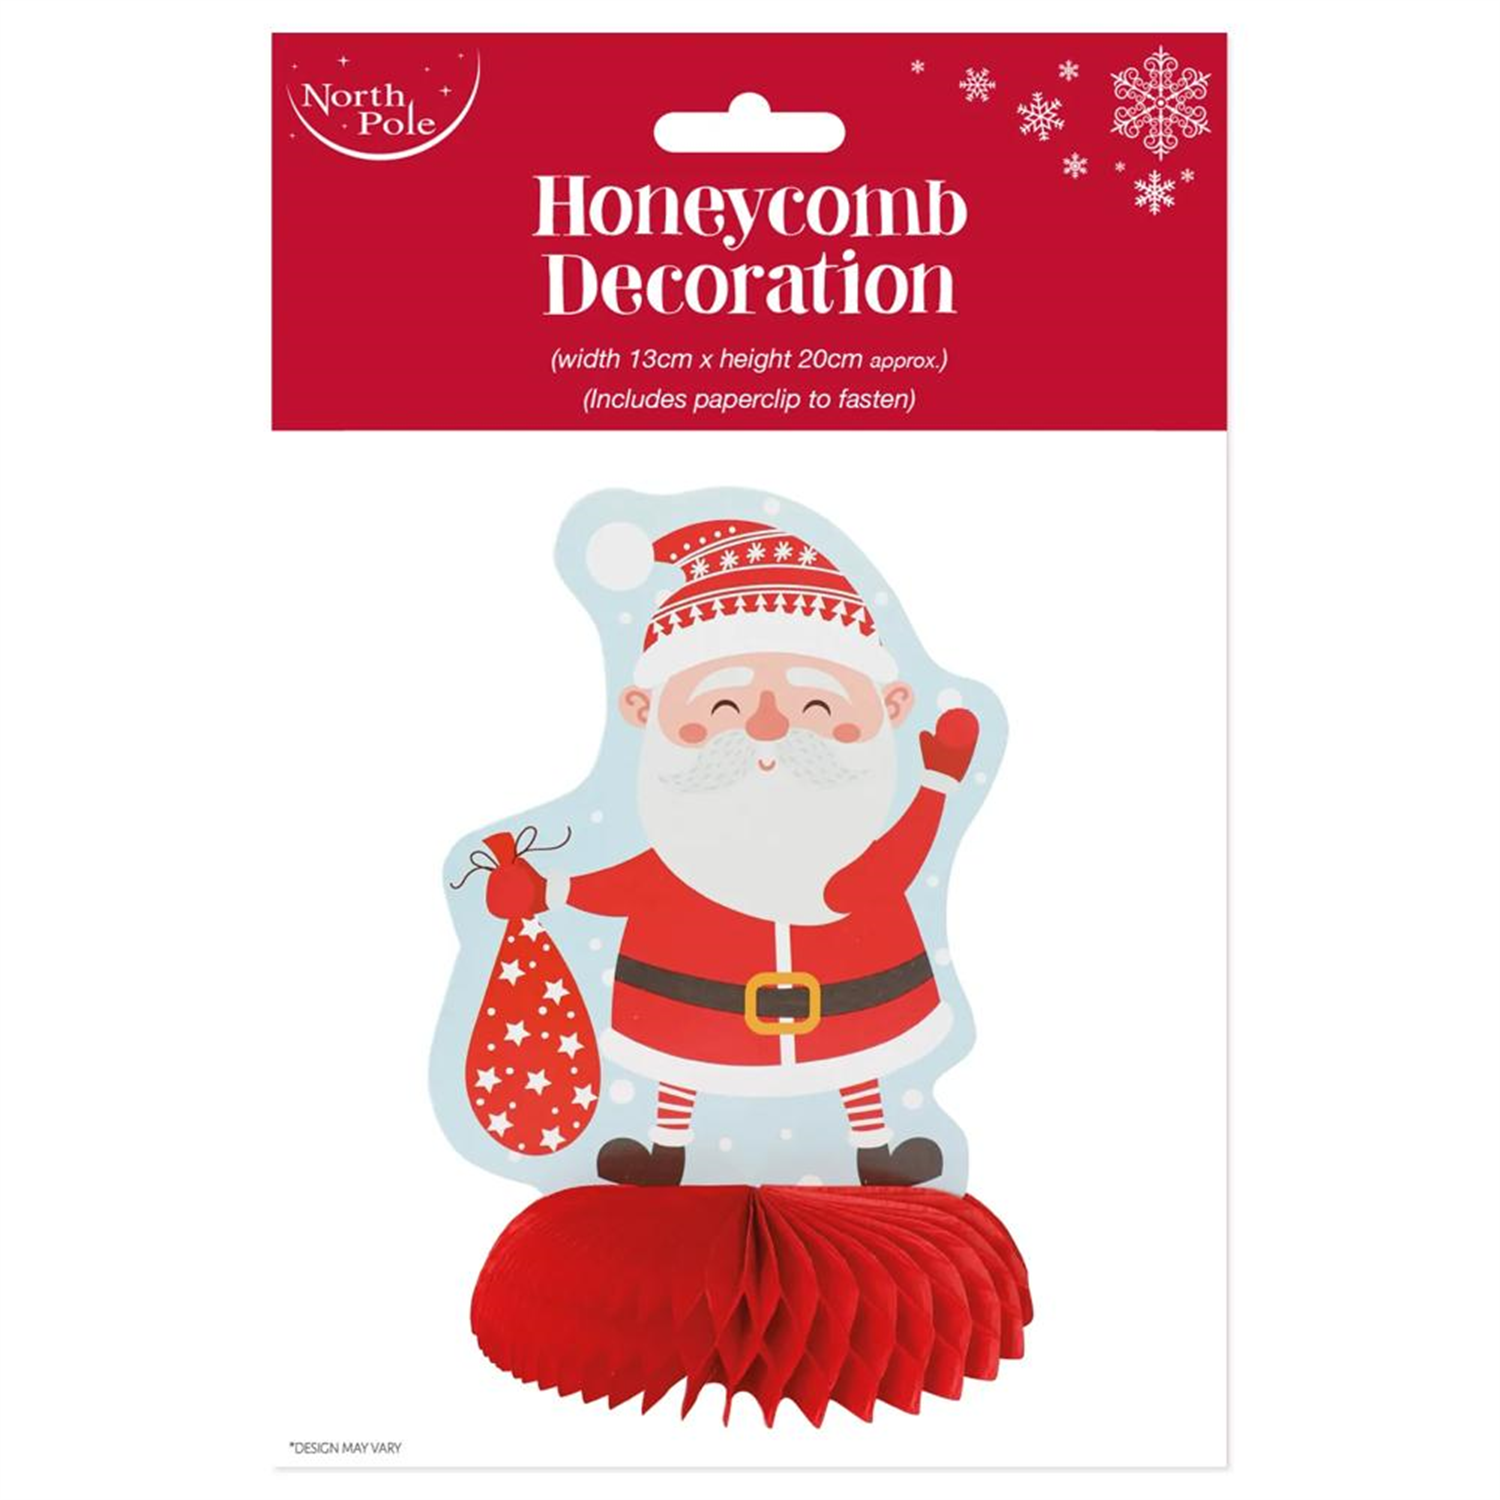 North
Pole
Honeycomb
Decoration
(width 13cm x height 20cm approx.)
(Includes paperclip to fasten)
*DESIGN MAY VARY